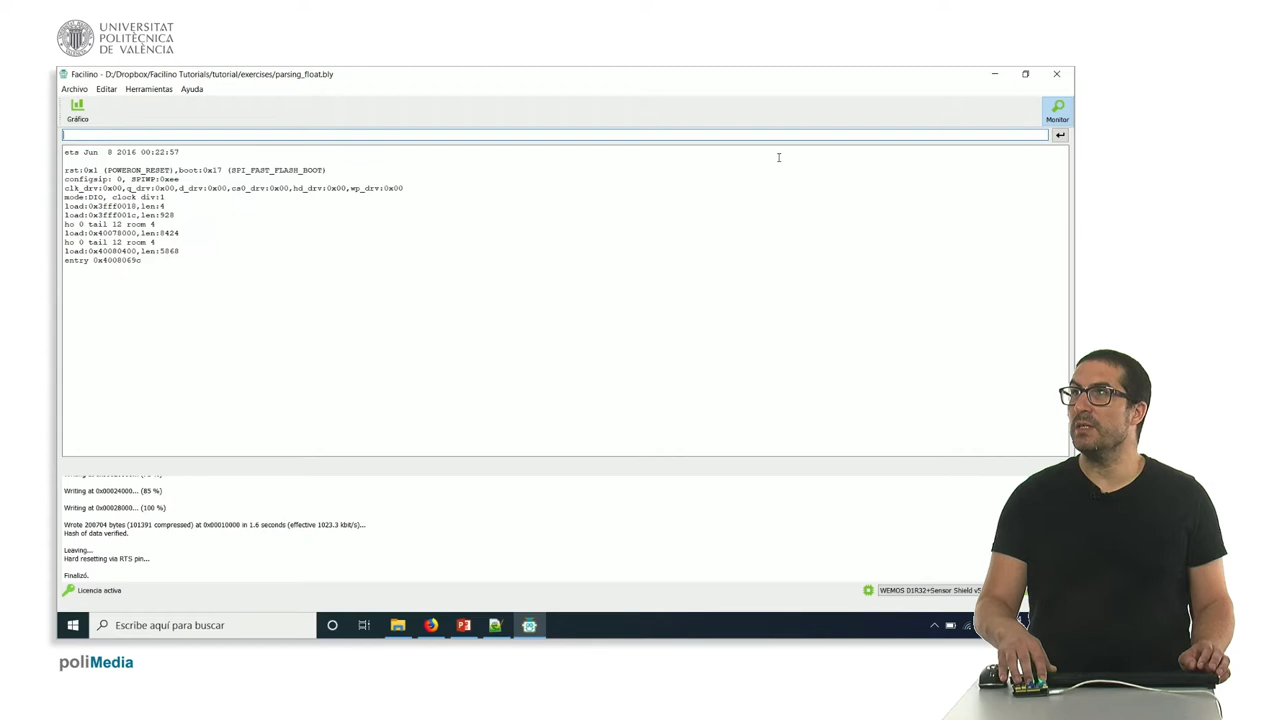 UNIVERSITAT
POLITÈCNICA
DE VALÈNCIA
Facilino - D:/Dropbox/Facilino Tutorials/tutorial/exercises/parsing_float.bly
Archivo Editar Herramientas Ayuda
Gráfico
Monitor
ets Jun 8 2016 00:22:57
rst:0x1 (POWERON_RESET),boot:0x17 (SPI_FAST_FLASH_BOOT)
configsip: 0, SPIWP:0xee
clk_drv:0x00,q_drv:0x00,d_drv:0x00,cs0_drv:0x00,hd_drv:0x00,wp_drv:0x00
mode:DIO, clock div:1
load:0x3fff0018,len:4
load:0x3fff001c,len:928
ho 0 tail 12 room 4
load:0x40078000,len:8424
ho 0 tail 12 room 4
load:0x40080400,len:5868
entry 0x4008069c
Writing at 0x00024000... (85 %)
Writing at 0x00028000... (100 %)
Wrote 200704 bytes (101391 compressed) at 0x00010000 in 1.6 seconds (effective 1023.3 kbit/s)...
Hash of data verified.
Leaving...
Hard resetting via RTS pin...
Finalizó.
Licencia activa
WEMOS D1R32+Sensor Shield v5
Escribe aquí para buscar
poliMedia